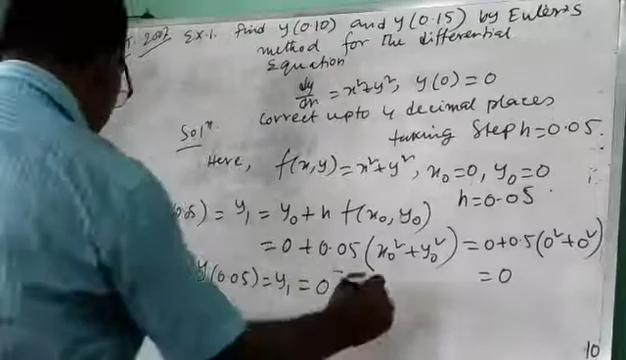 2007 Ex.1. Find y(0.10) and y(0.15) by Euler's
method for the differential
Equation
dy/dx = x²+y², y(0) = 0
Correct upto 4 decimal places
taking Step h=0.05.
Solⁿ.
Here, f(x,y) = x²+y², x₀=0, y₀=0
h=0.05
0.05) = y₁ = y₀ + h f(x₀, y₀)
= 0 + 0.05 (x₀² + y₀²) = 0+0.5(0²+0²)
y(0.05) = y₁ = 0
= 0
10